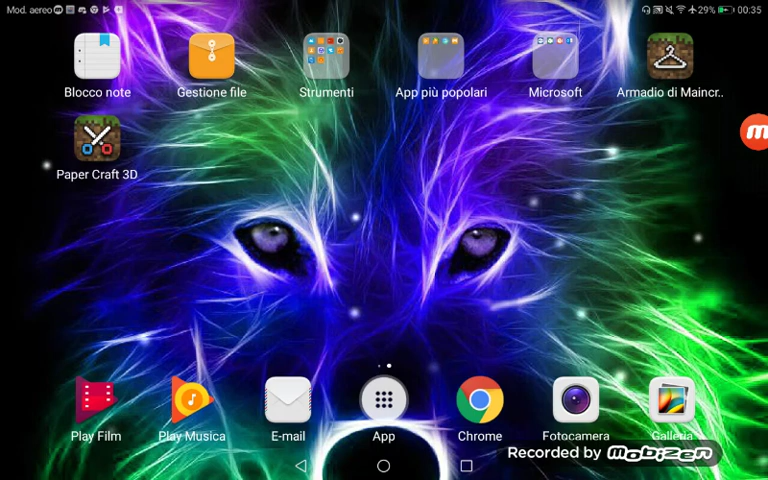 Mod. aereo 29% 00:35
Blocco note Gestione file Strumenti App più popolari Microsoft Armadio di Maincr..
Paper Craft 3D
Play Film Play Musica E-mail App Chrome Fotocamera Galleria
Recorded by Mobizen